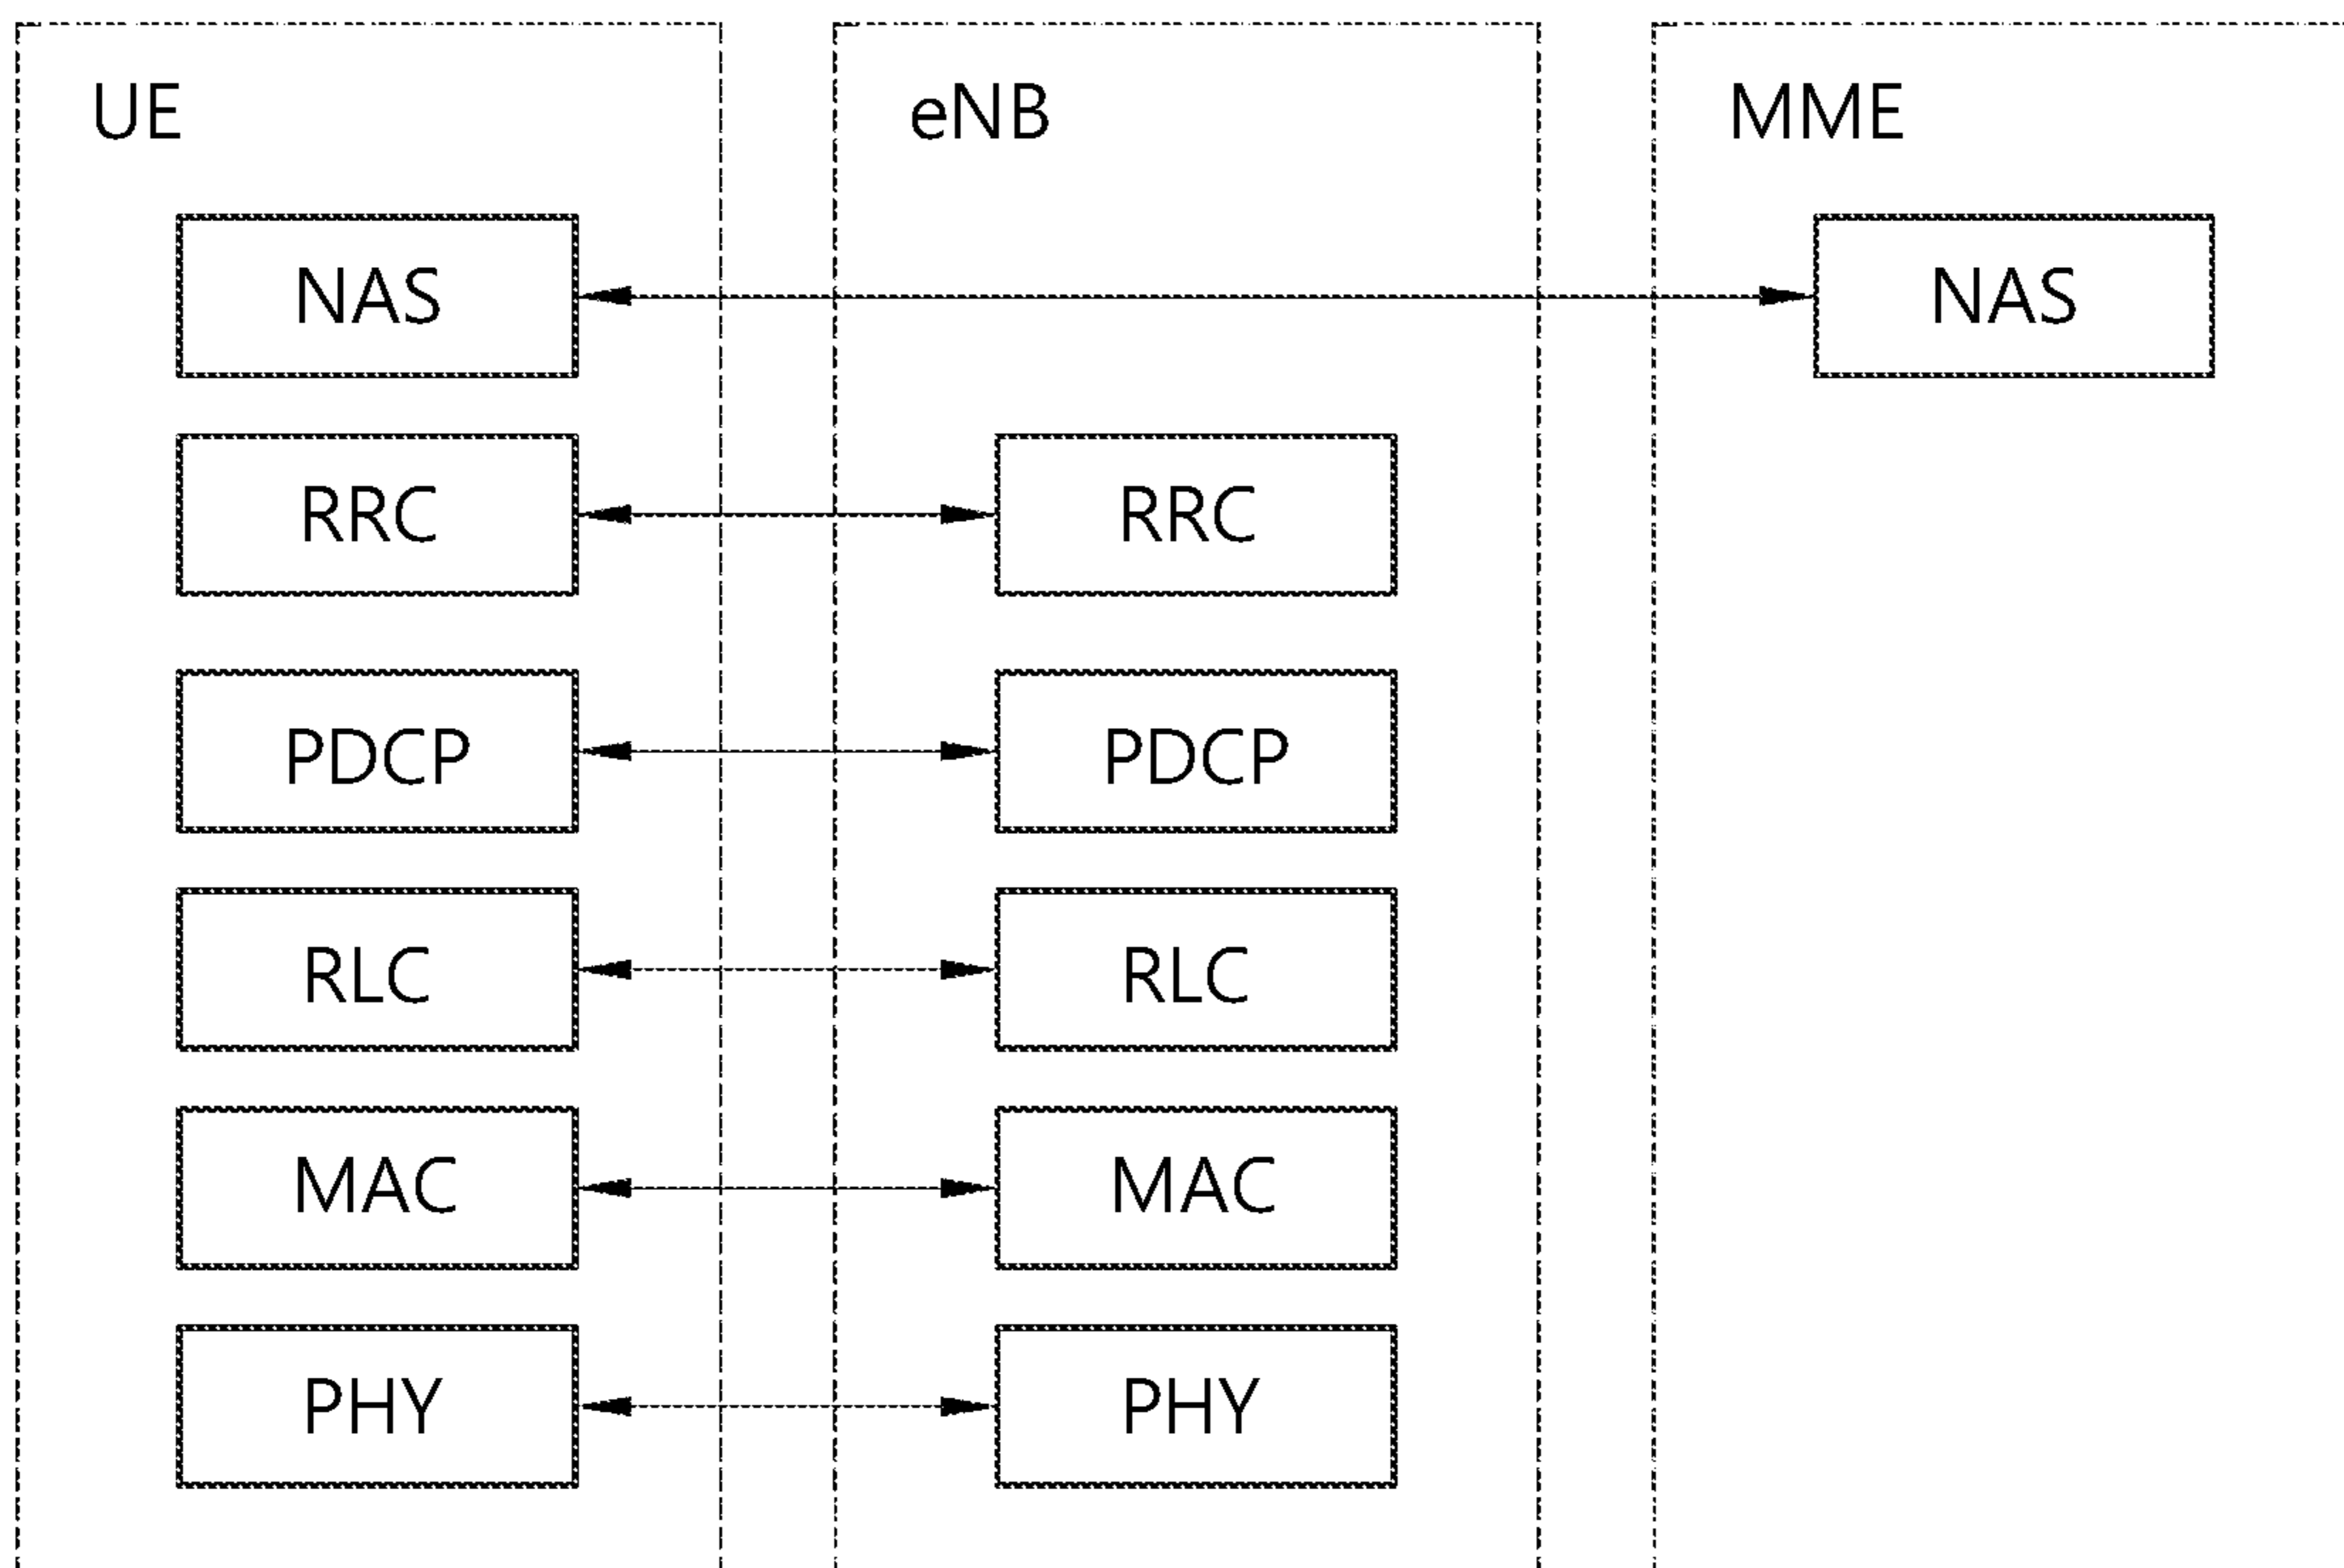 UE eNB MME
NAS NAS
RRC RRC
PDCP PDCP
RLC RLC
MAC MAC
PHY PHY